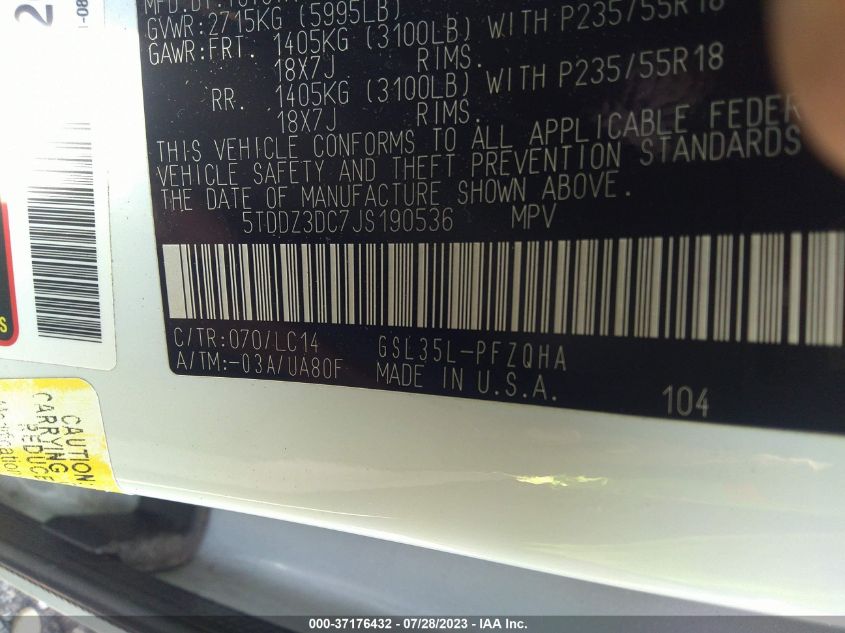 GVWR:2715KG (5995LB)
GAWR:FRT. 1405KG (3100LB) WITH P235/55R18
18X7J RIMS.
RR. 1405KG (3100LB) WITH P235/55R18
18X7J RIMS.
THIS VEHICLE CONFORMS TO ALL APPLICABLE FEDER
VEHICLE SAFETY AND THEFT PREVENTION STANDARDS
THE DATE OF MANUFACTURE SHOWN ABOVE.
5TDDZ3DC7JS190536 MPV
C/TR:070/LC14 GSL35L-PFZQHA
A/TM:-03A/UA80F MADE IN U.S.A.
104
CAUTION
CARRYING
REDUCE
000-37176432 - 07/28/2023 - IAA Inc.